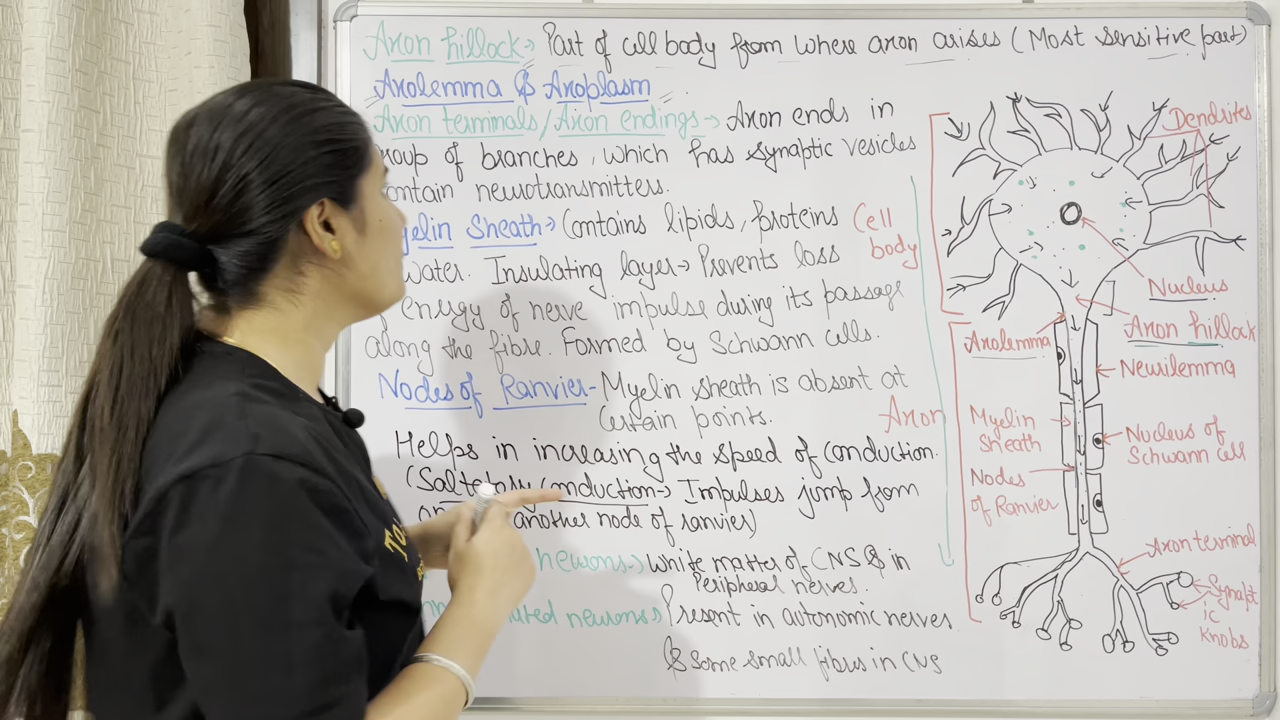 Axon hillock→ Part of cell body from where axon arises (Most sensitive part)
Axolemma & Axoplasm
Axon terminals/Axon endings→ Axon ends in
roup of branches, which has synaptic vesicles
ontain neurotransmitters.
elin Sheath→ Contains lipids, proteins
water. Insulating layer→ Prevents loss
energy of nerve impulse during its passage
along the fibre. Formed by Schwann cells.
Nodes of Ranvier- Myelin sheath is absent at
certain points.
Helps in increasing the speed of conduction.
(Saltatory Conduction→ Impulses jump from
another node of ranvier)
neurons→ White matter of CNS & in
Peripheral nerves.
neurons→ Present in autonomic nerves
& Some small fibres in CNS
Dendrites
Cell
body
Nucleus
Axon hillock
Axolemma
Neurilemma
Axon
Myelin
Sheath
Nucleus of
Schwann Cell
Nodes
of Ranvier
Axon terminal
Synapt
ic
Knobs
TO